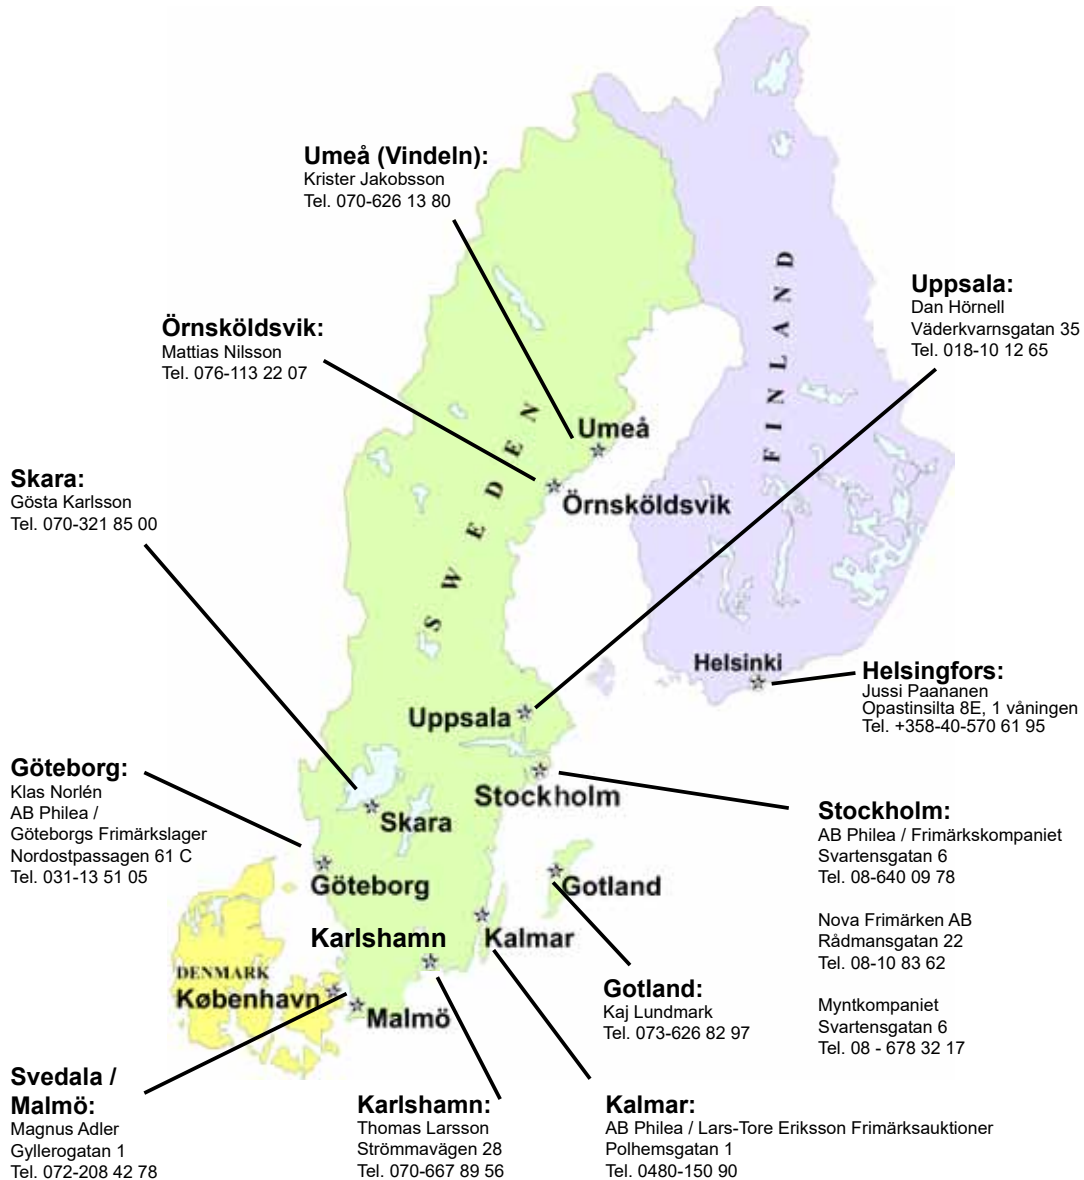 Umeå (Vindeln):
Krister Jakobsson
Tel. 070-626 13 80
Uppsala:
Dan Hörnell
Väderkvarnsgatan 35
Tel. 018-10 12 65
Örnsköldsvik:
Mattias Nilsson
Tel. 076-113 22 07
FINLAND
SWEDEN
Umeå
Örnsköldsvik
Skara:
Gösta Karlsson
Tel. 070-321 85 00
Helsinki
Helsingfors:
Jussi Paananen
Opastinsilta 8E, 1 våningen
Tel. +358-40-570 61 95
Uppsala
Göteborg:
Klas Norlén
AB Philea /
Göteborgs Frimärkslager
Nordostpassagen 61 C
Tel. 031-13 51 05
Stockholm
Skara
Stockholm:
AB Philea / Frimärkskompaniet
Svartensgatan 6
Tel. 08-640 09 78
Nova Frimärken AB
Rådmansgatan 22
Tel. 08-10 83 62
Myntkompaniet
Svartensgatan 6
Tel. 08 - 678 32 17
Göteborg
Gotland
Karlshamn
Kalmar
DENMARK
København
Malmö
Gotland:
Kaj Lundmark
Tel. 073-626 82 97
Svedala /
Malmö:
Magnus Adler
Gyllerogatan 1
Tel. 072-208 42 78
Karlshamn:
Thomas Larsson
Strömmavägen 28
Tel. 070-667 89 56
Kalmar:
AB Philea / Lars-Tore Eriksson Frimärksauktioner
Polhemsgatan 1
Tel. 0480-150 90